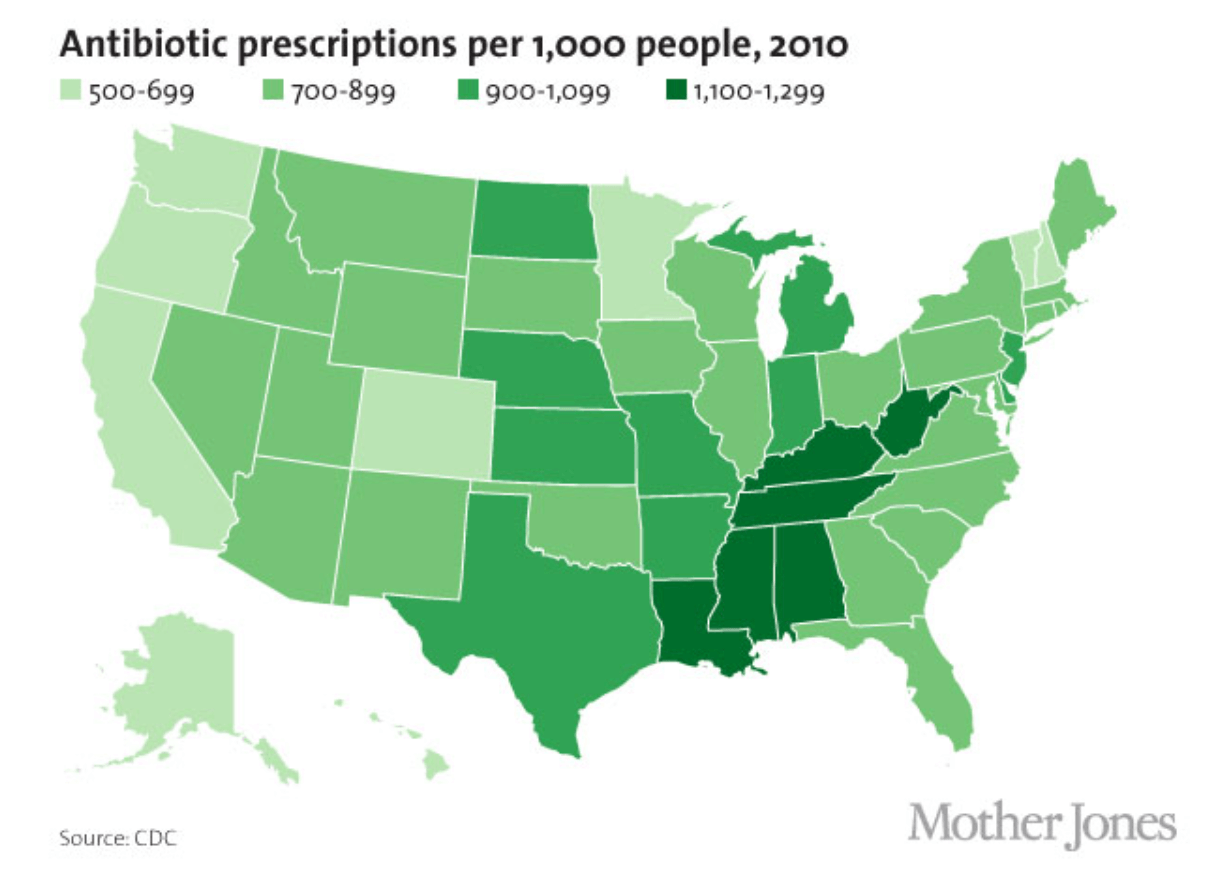 Antibiotic prescriptions per 1,000 people, 2010
500-699 700-899 900-1,099 1,100-1,299
Source: CDC
Mother Jones